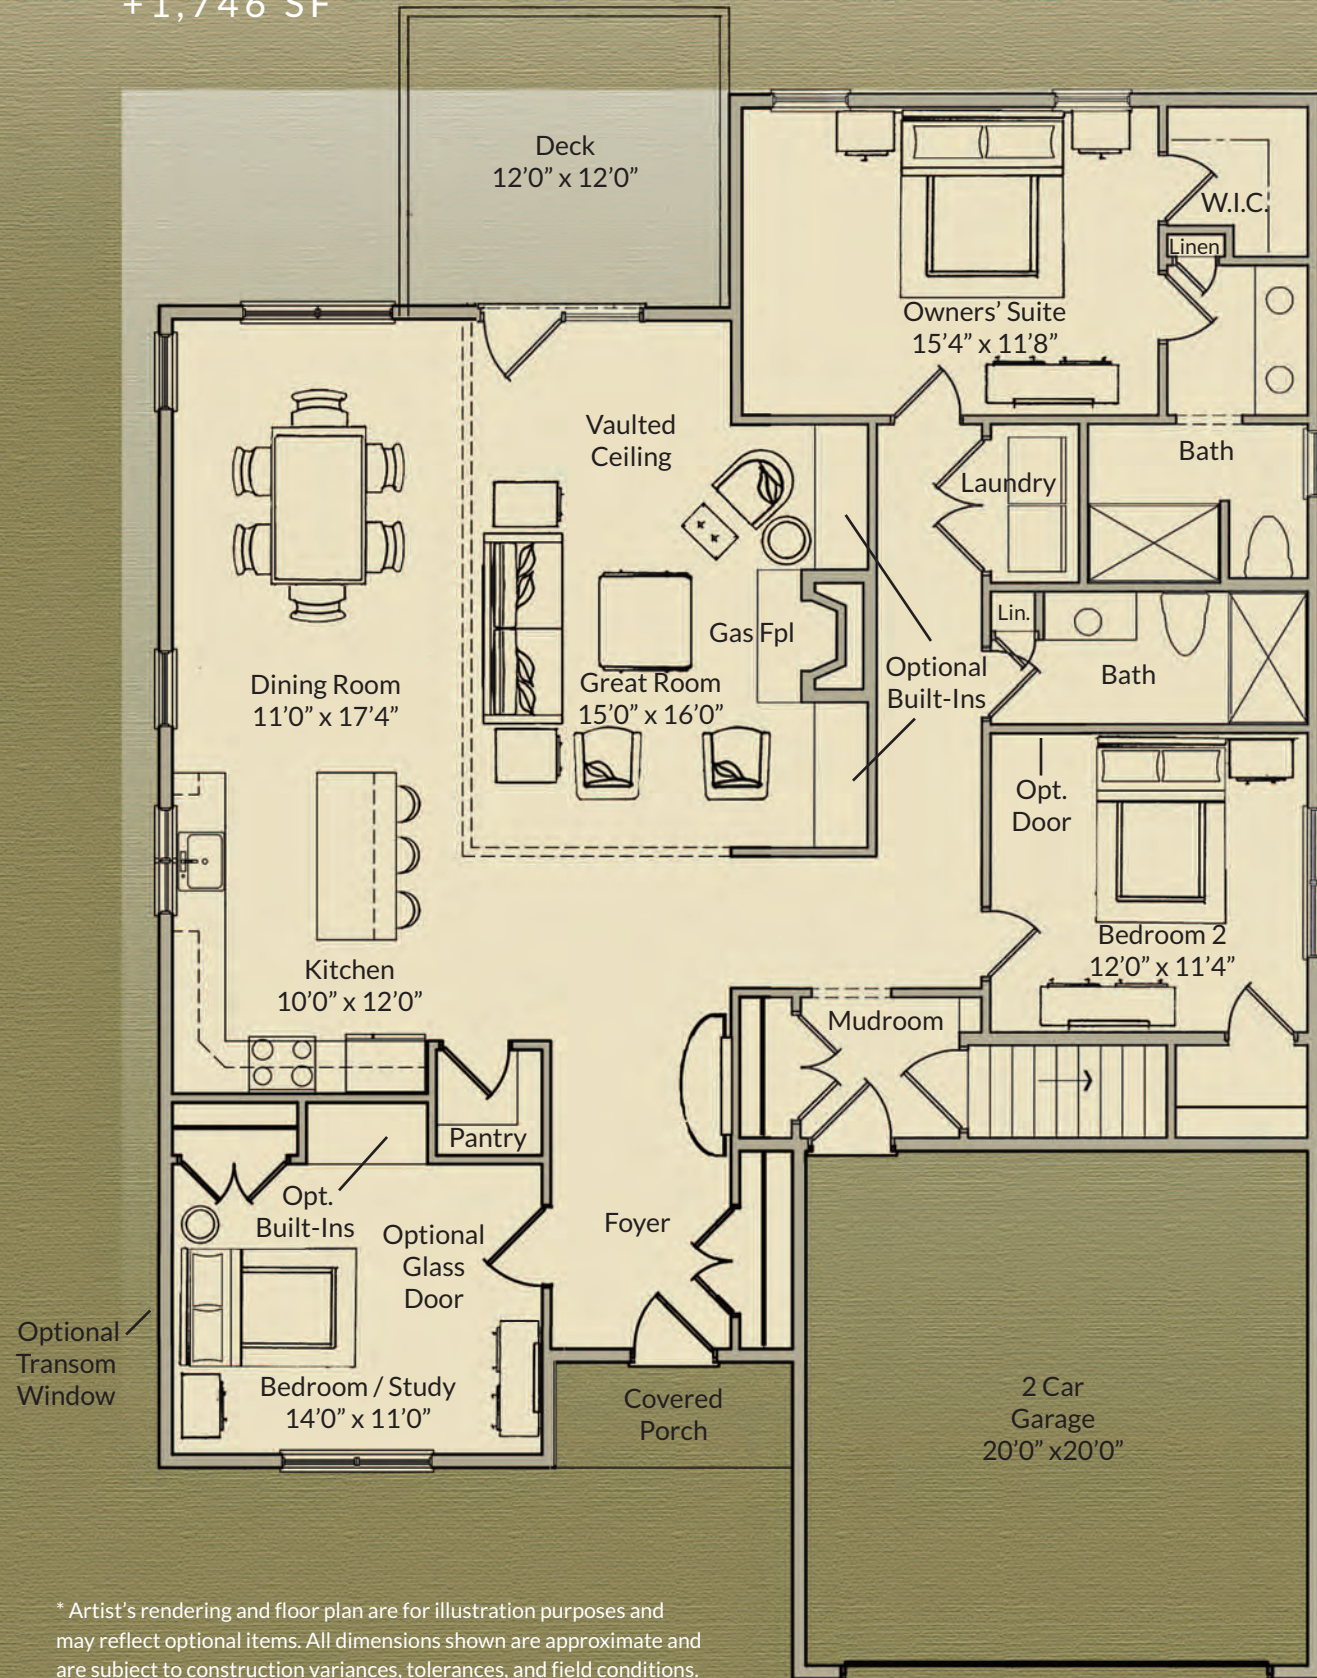 +1,746 SF
Deck
12’0” x 12’0”
W.I.C.
Linen
Owners’ Suite
15’4” x 11’8”
Vaulted
Ceiling
Laundry
Bath
Gas Fpl
Lin.
Bath
Optional
Built-Ins
Dining Room
11’0” x 17’4”
Great Room
15’0” x 16’0”
Opt.
Door
Bedroom 2
12’0” x 11’4”
Kitchen
10’0” x 12’0”
Mudroom
Pantry
Opt.
Built-Ins
Optional
Glass
Door
Foyer
Optional
Transom
Window
Bedroom / Study
14’0” x 11’0”
Covered
Porch
2 Car
Garage
20’0” x20’0”
* Artist’s rendering and floor plan are for illustration purposes and
may reflect optional items. All dimensions shown are approximate and
are subject to construction variances, tolerances, and field conditions.